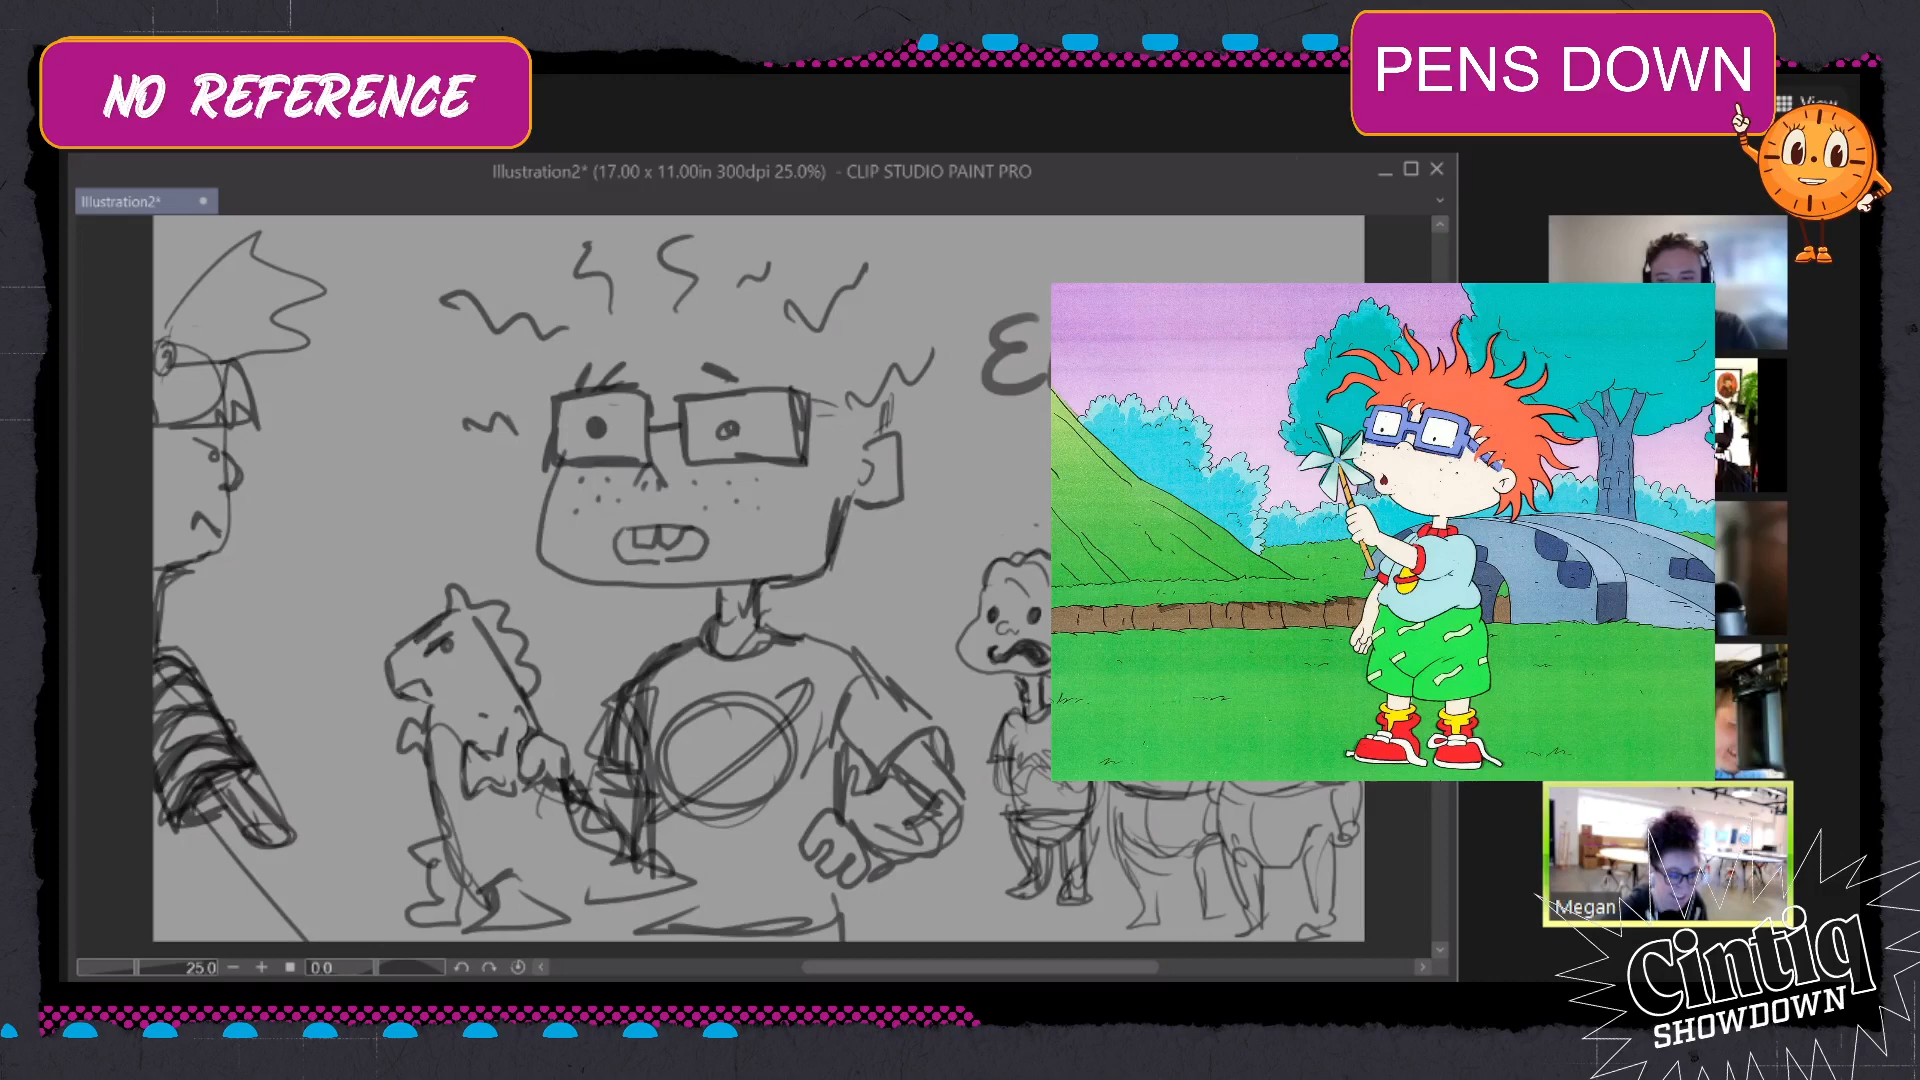 NO REFERENCE
PENS DOWN
View
Illustration2* (17.00 x 11.00in 300dpi 25.0%) - CLIP STUDIO PAINT PRO
Illustration2*
Megan
25.0
0.0
Cintiq
SHOWDOWN